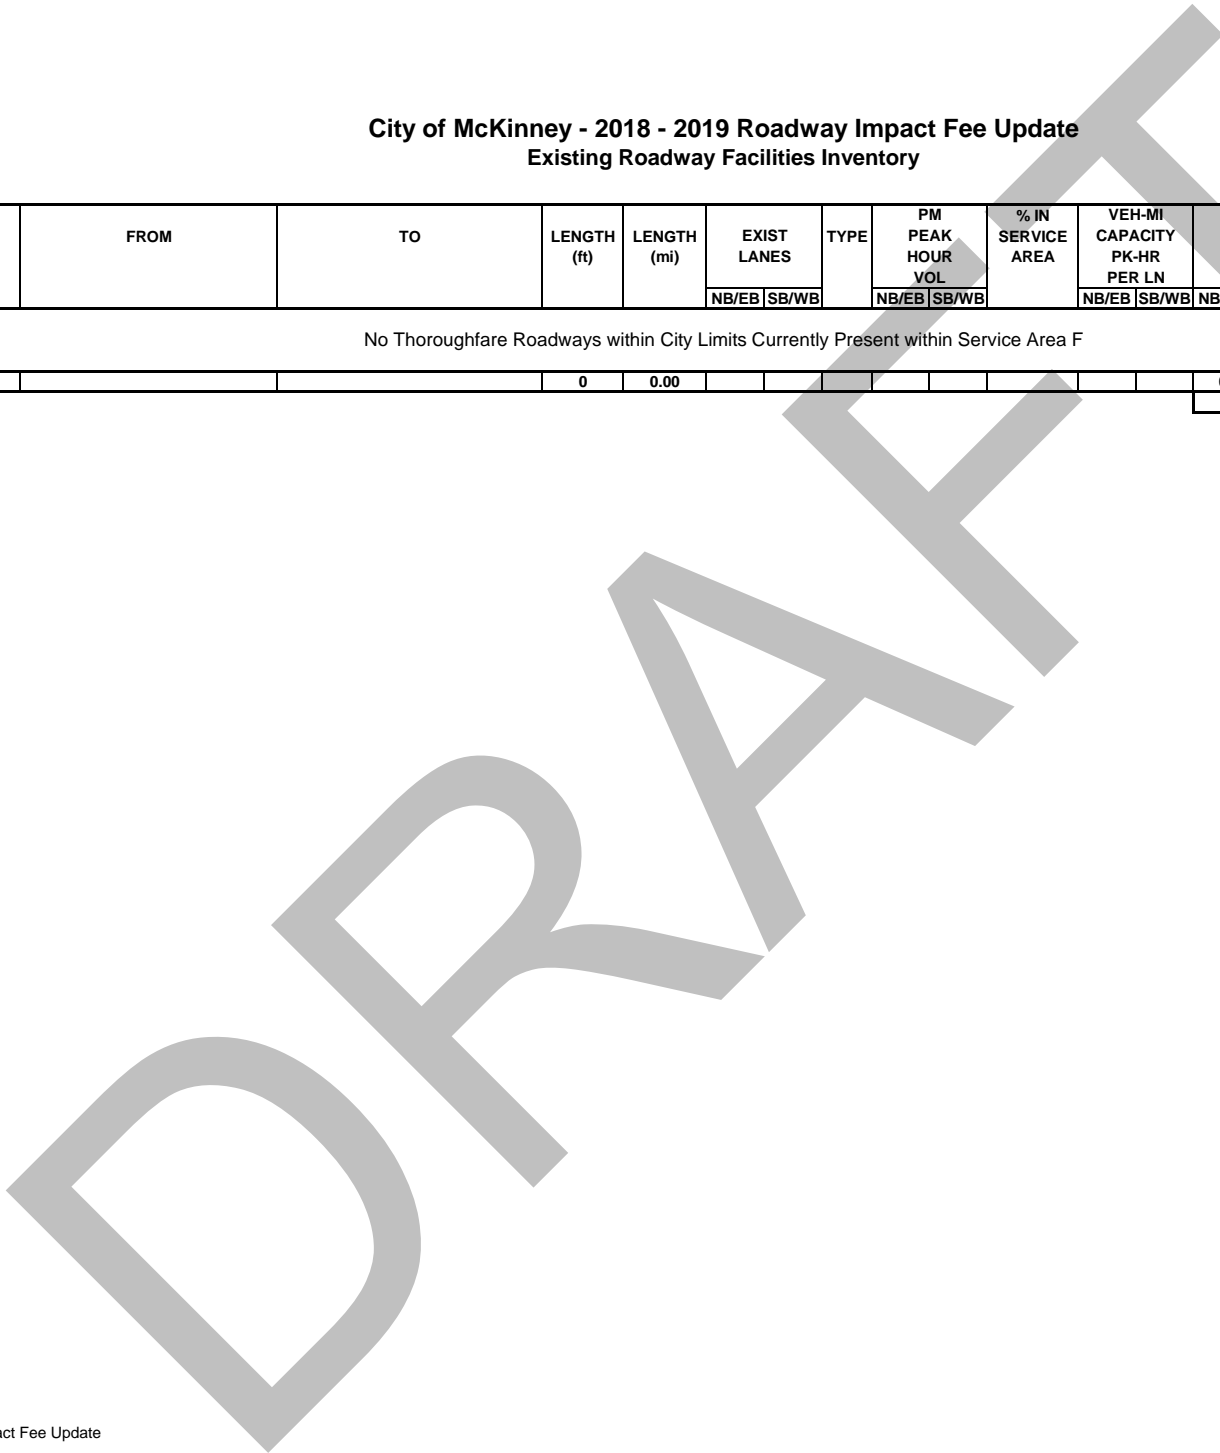 City of McKinney - 2018 - 2019 Roadway Impact Fee Update
Existing Roadway Facilities Inventory
FROM TO LENGTH (ft) LENGTH (mi) EXIST LANES TYPE PM PEAK HOUR VOL % IN SERVICE AREA VEH-MI CAPACITY PK-HR PER LN
NB/EB SB/WB NB/EB SB/WB NB/EB SB/WB NB
No Thoroughfare Roadways within City Limits Currently Present within Service Area F
0 0.00
act Fee Update
DRAFT